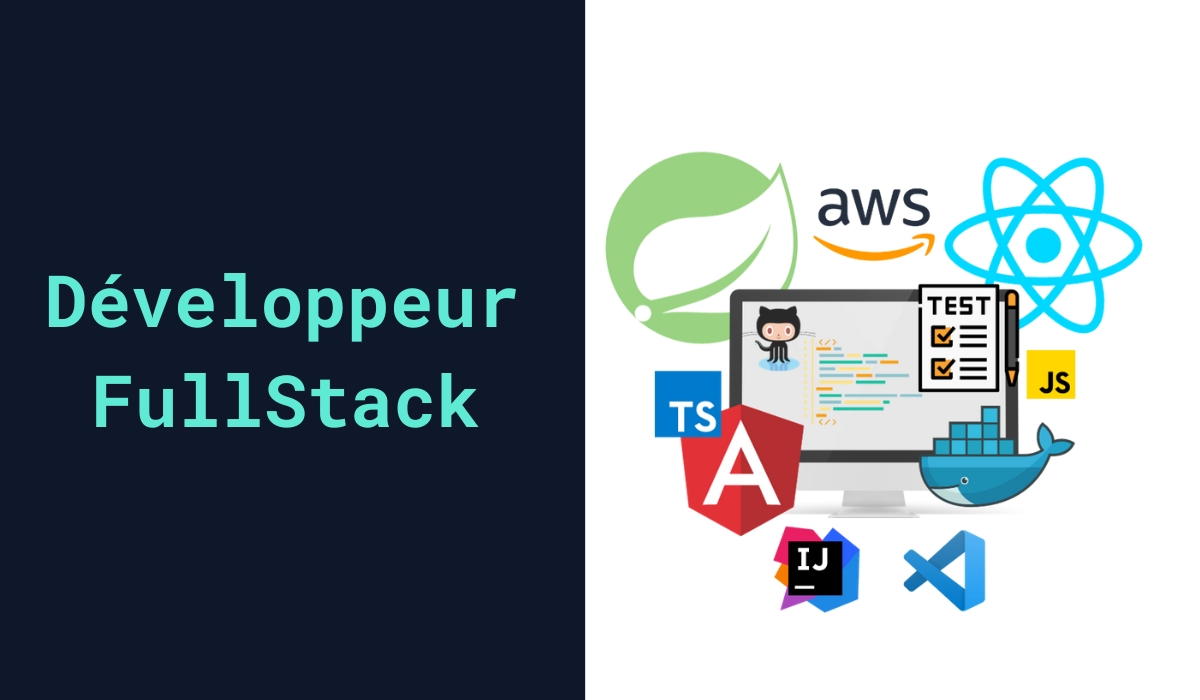 Développeur
FullStack
aws
TEST
</>
</>
JS
TS
A
IJ